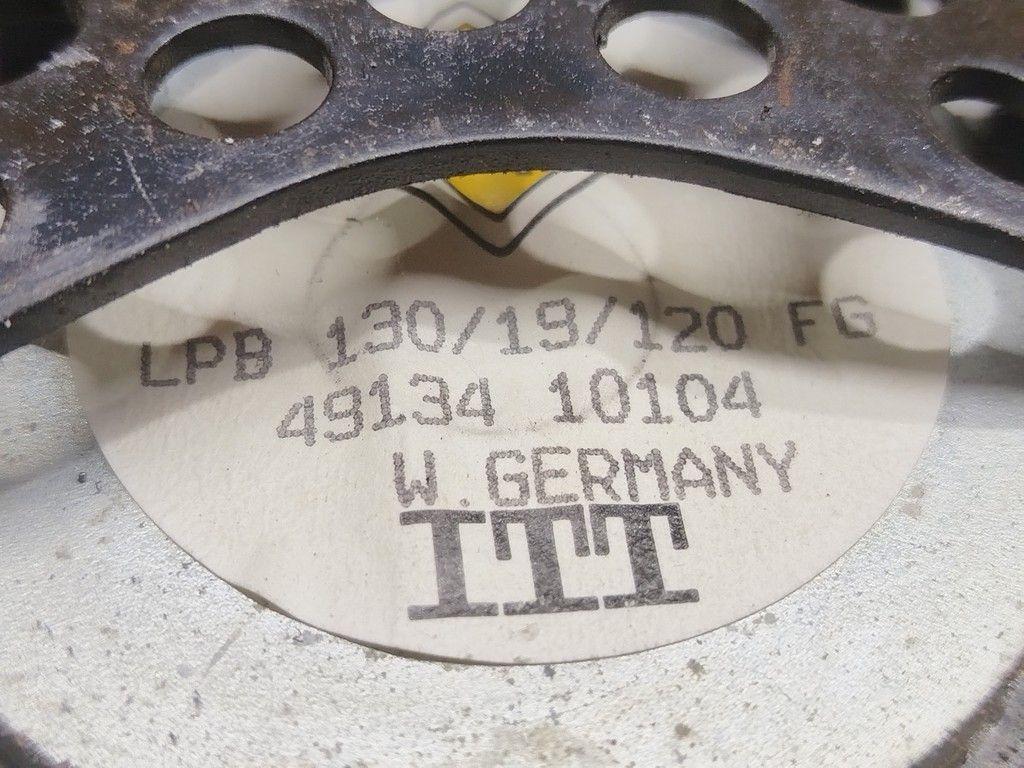 LPB 130/19/120 FG
49134 10104
W.GERMANY
ITT